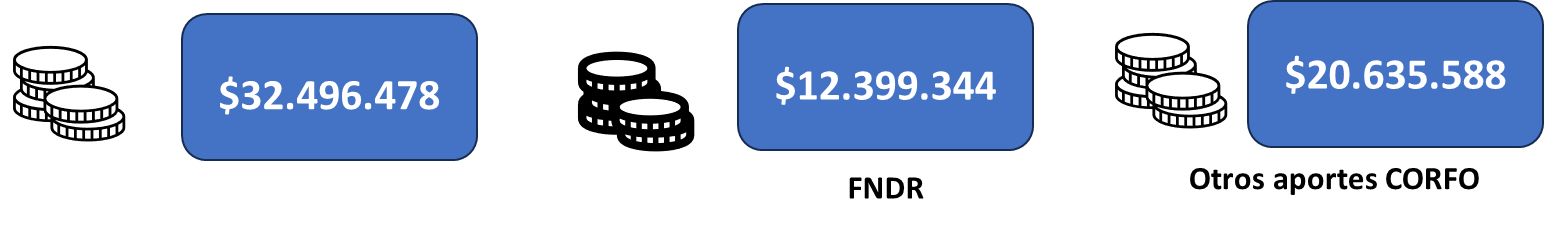 $32.496.478
$12.399.344
FNDR
$20.635.588
Otros aportes CORFO